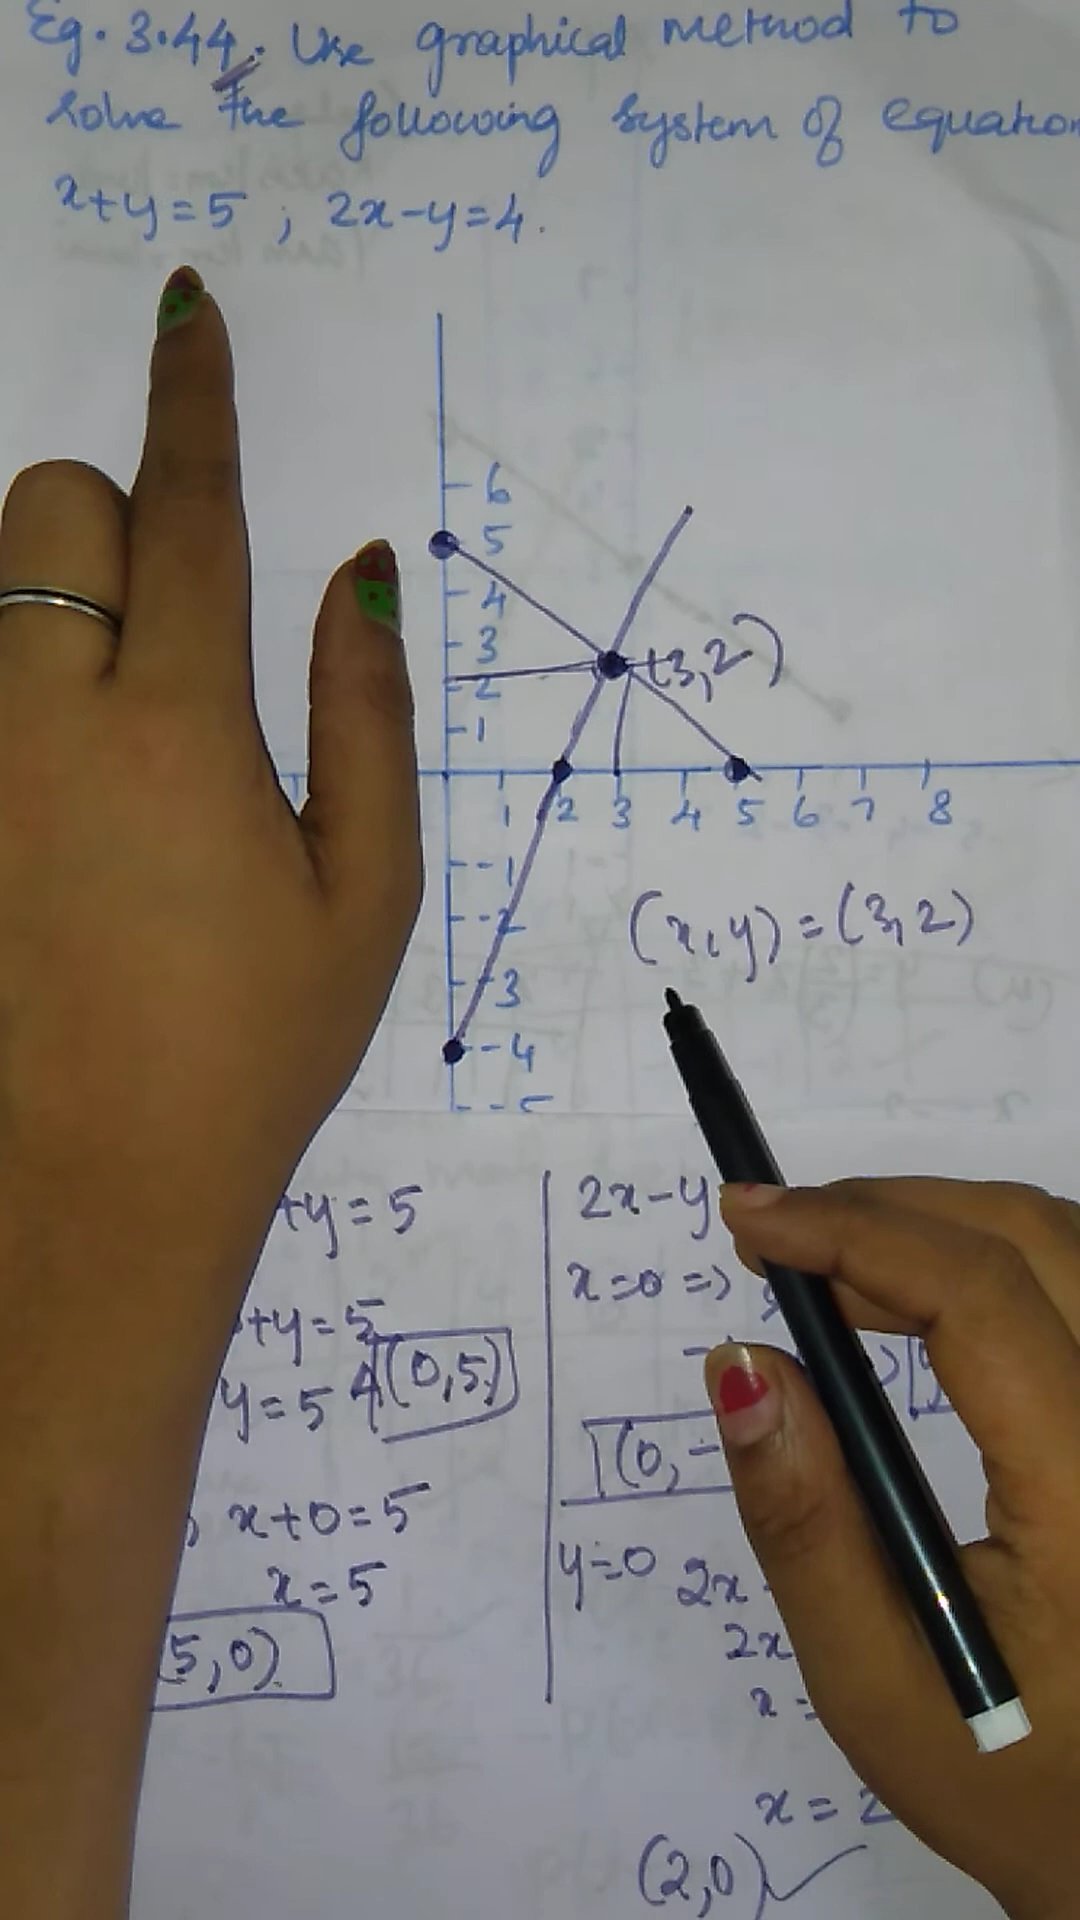 Eg. 3.44. Use graphical method to
solve the following system of equation
x+y=5 ; 2x-y=4.
6
5
4
3
2
1
(3,2)
1 2 3 4 5 6 7 8
-1
-2
-3
-4
-5
(x,y) = (3,2)
+y=5
+y=5
y=5 (0,5)
x+0=5
x=5
(5,0).
2x-y
x=0 =>
(0,-
y=0 2x
2x
x=
x=2
(2,0)